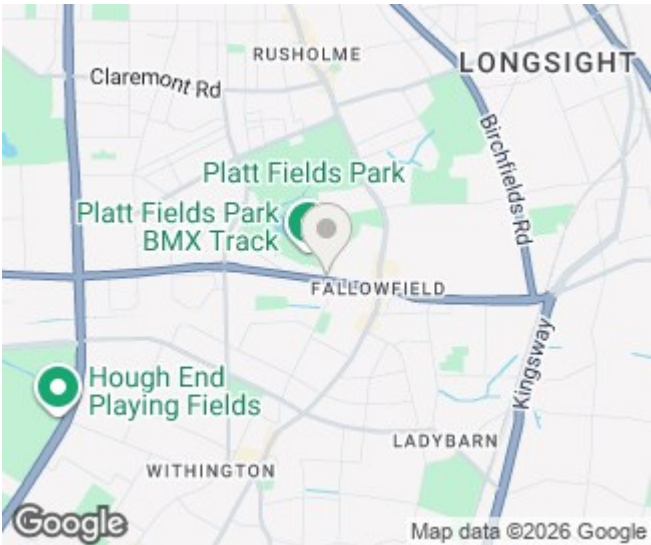 RUSHOLME
LONGSIGHT
Claremont Rd
Birchfields Rd
Platt Fields Park
Platt Fields Park
BMX Track
FALLOWFIELD
Kingsway
Hough End
Playing Fields
LADYBARN
WITHINGTON
Google
Map data ©2026 Google